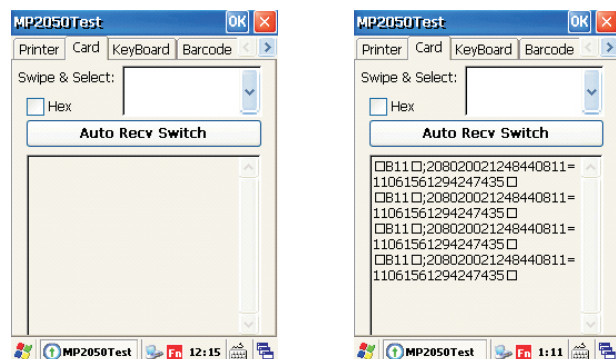 MP2050Test OK
Printer Card KeyBoard Barcode
Swipe & Select:
Hex
Auto Recv Switch
MP2050Test Fn 12:15
MP2050Test OK
Printer Card KeyBoard Barcode
Swipe & Select:
Hex
Auto Recv Switch
□B11□;208020021248440811=
11061561294247435□
□B11□;208020021248440811=
11061561294247435□
□B11□;208020021248440811=
11061561294247435□
□B11□;208020021248440811=
11061561294247435□
MP2050Test Fn 1:11